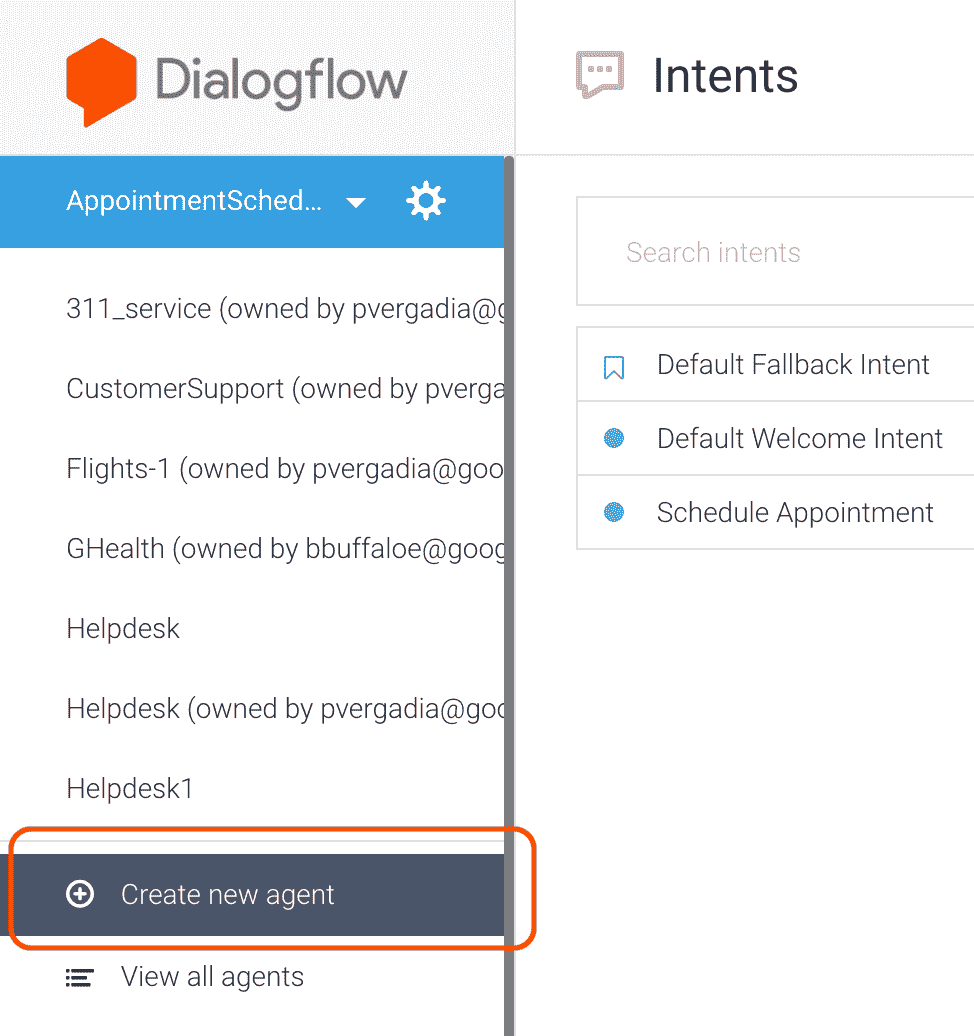 Dialogflow
AppointmentSched...
311_service (owned by pvergadia@g
CustomerSupport (owned by pverga
Flights-1 (owned by pvergadia@goo
GHealth (owned by bbuffaloe@goog
Helpdesk
Helpdesk (owned by pvergadia@goo
Helpdesk1
Create new agent
View all agents
Intents
Search intents
Default Fallback Intent
Default Welcome Intent
Schedule Appointment